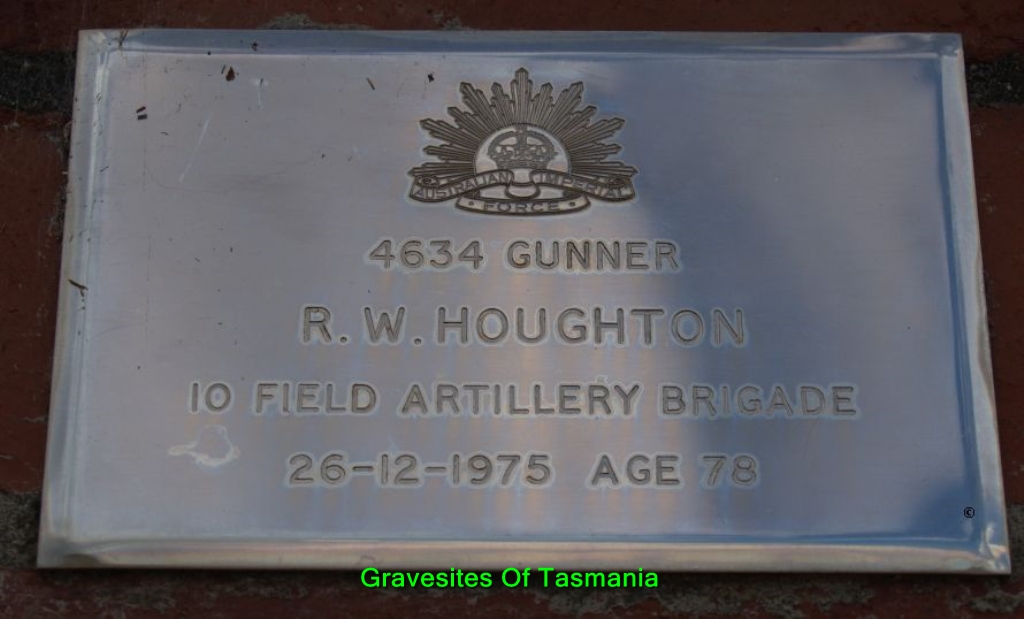 AUSTRALIAN IMPERIAL
FORCE
4634 GUNNER
R. W. HOUGHTON
10 FIELD ARTILLERY BRIGADE
26-12-1975 AGE 78
©
Gravesites Of Tasmania